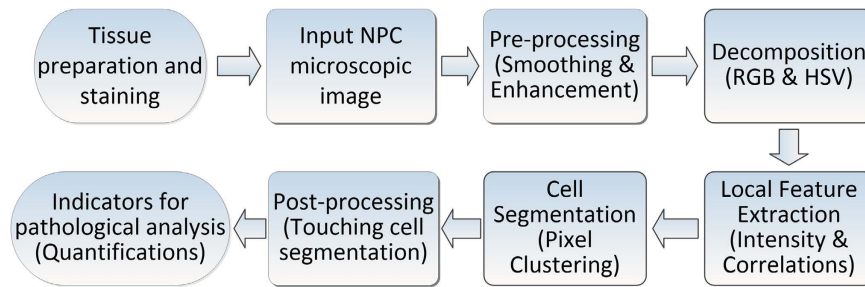 Tissue
preparation and
staining
Input NPC
microscopic
image
Pre-processing
(Smoothing &
Enhancement)
Decomposition
(RGB & HSV)
Local Feature
Extraction
(Intensity &
Correlations)
Cell
Segmentation
(Pixel
Clustering)
Post-processing
(Touching cell
segmentation)
Indicators for
pathological analysis
(Quantifications)